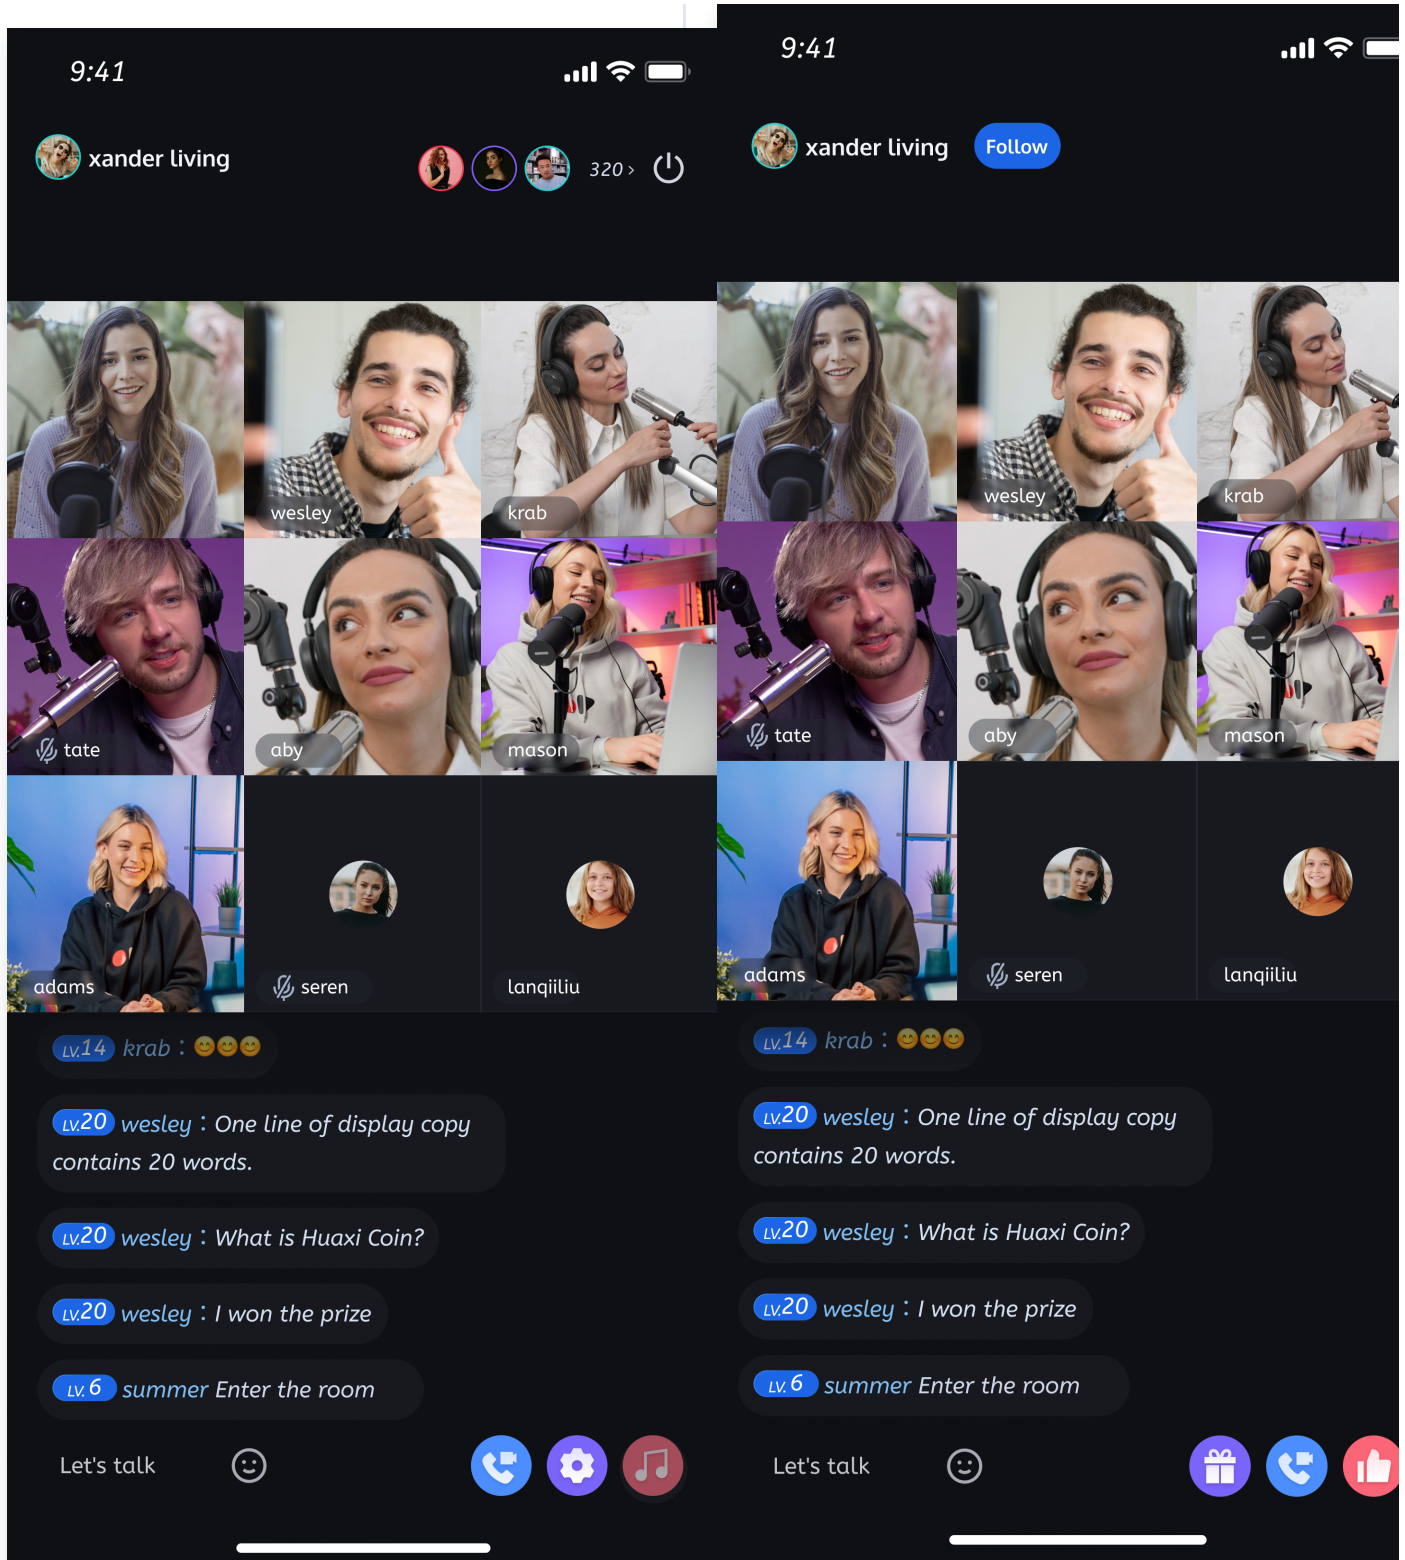 9:41
xander living
320 >
wesley
krab
tate
aby
mason
adams
seren
lanqiiliu
LV.14 krab：😊😊😊
LV.20 wesley：One line of display copy
contains 20 words.
LV.20 wesley：What is Huaxi Coin?
LV.20 wesley：I won the prize
LV.6 summer Enter the room
Let's talk
9:41
xander living
Follow
wesley
krab
tate
aby
mason
adams
seren
lanqiiliu
LV.14 krab：😊😊😊
LV.20 wesley：One line of display copy
contains 20 words.
LV.20 wesley：What is Huaxi Coin?
LV.20 wesley：I won the prize
LV.6 summer Enter the room
Let's talk